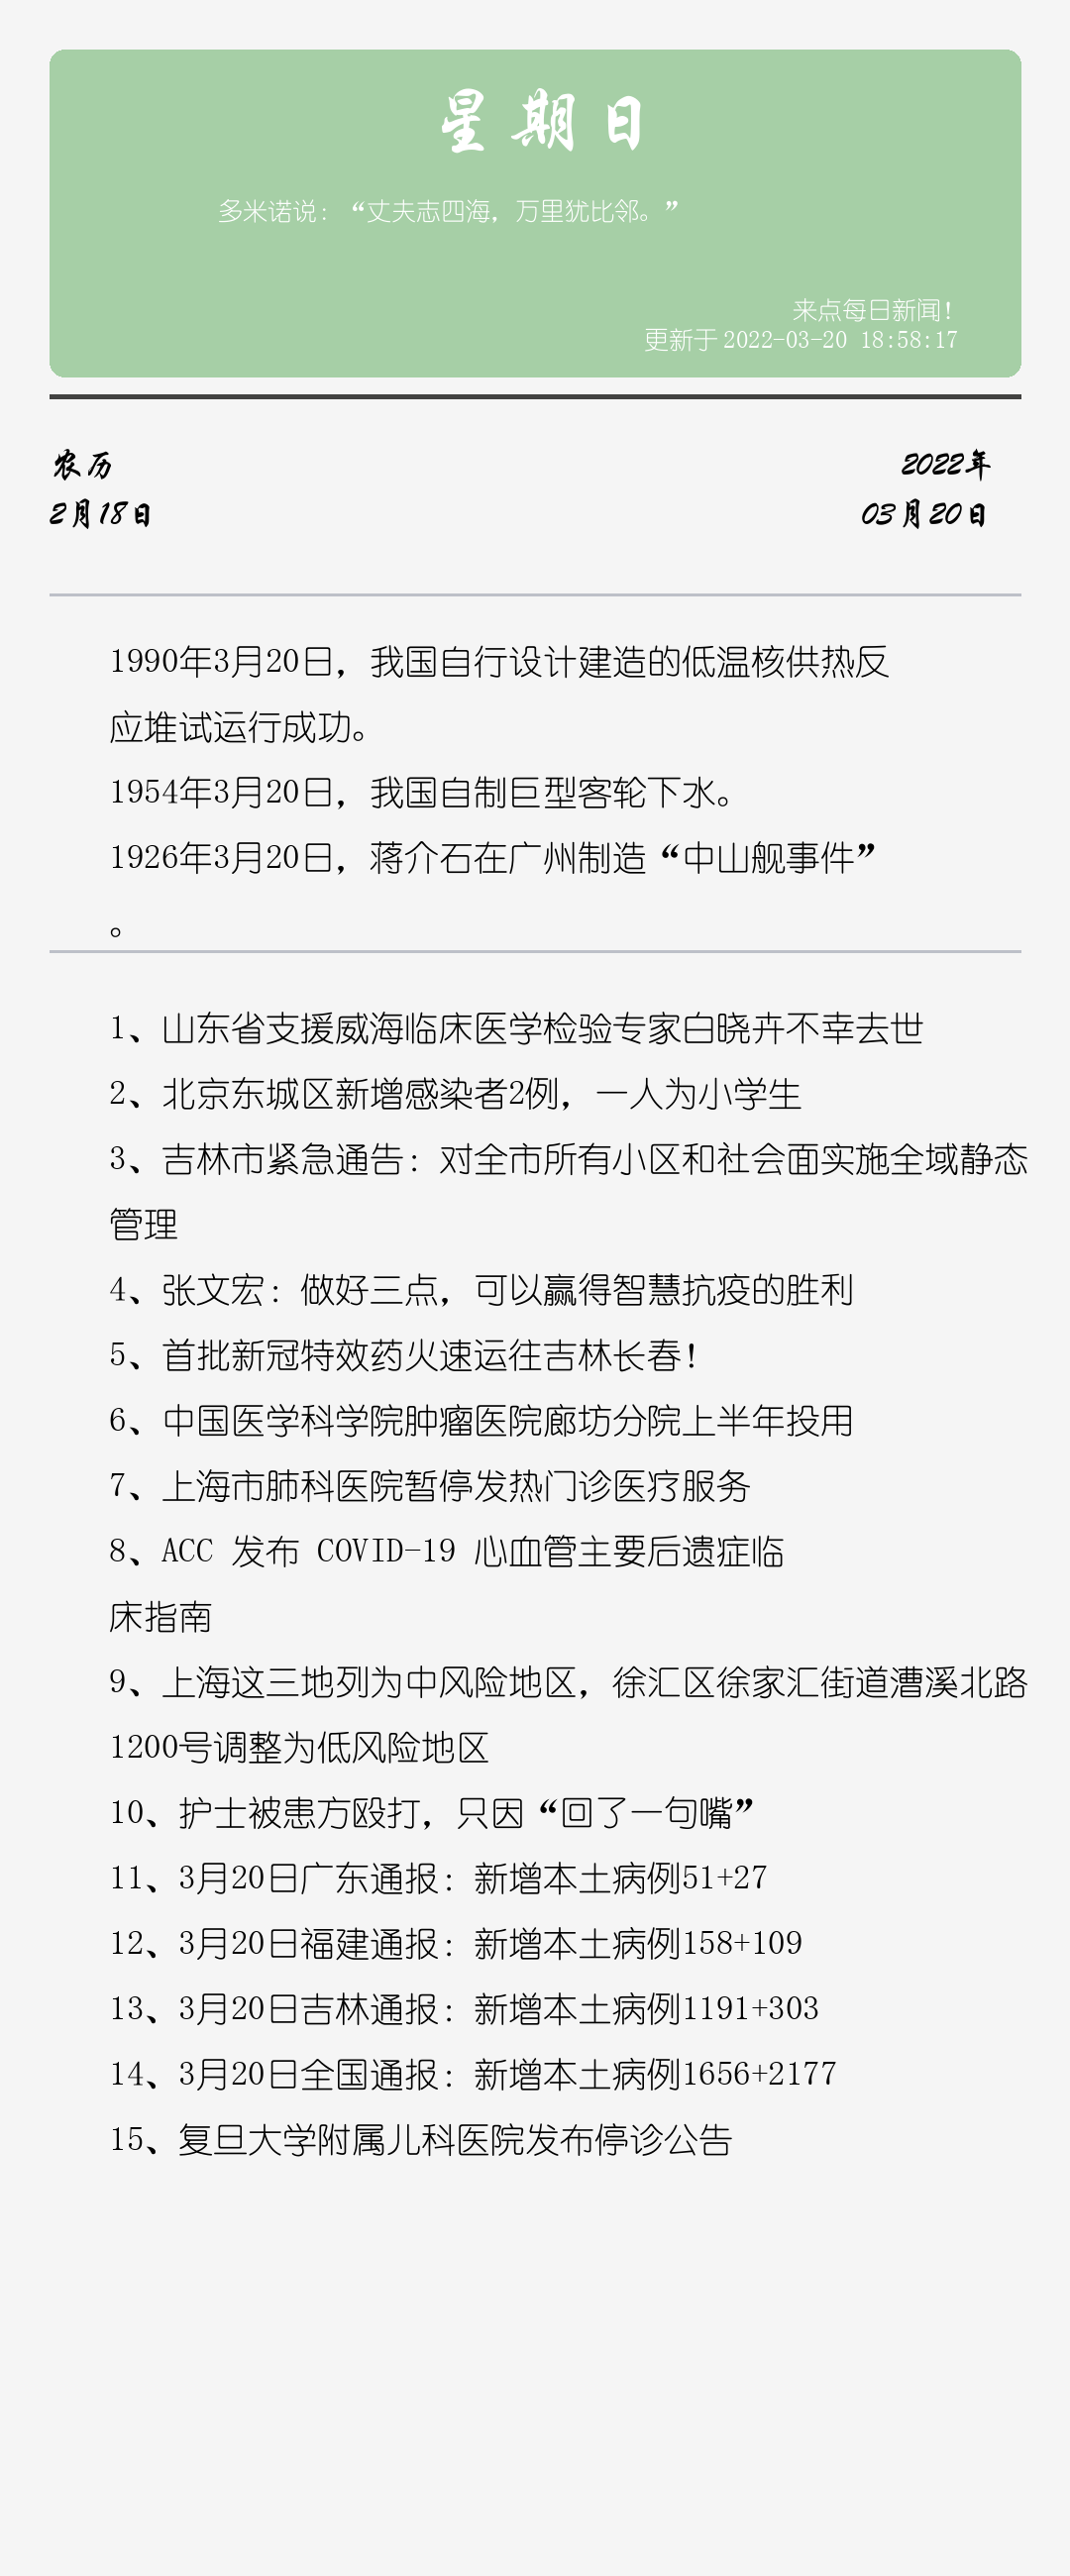 星期日
多米诺说：“丈夫志四海，万里犹比邻。”
来点每日新闻！
更新于 2022-03-20 18:58:17
农历
2022年
2月18日
03月20日
1990年3月20日，我国自行设计建造的低温核供热反
应堆试运行成功。
1954年3月20日，我国自制巨型客轮下水。
1926年3月20日，蒋介石在广州制造“中山舰事件”
。
1、山东省支援威海临床医学检验专家白晓卉不幸去世
2、北京东城区新增感染者2例，一人为小学生
3、吉林市紧急通告：对全市所有小区和社会面实施全域静态
管理
4、张文宏：做好三点，可以赢得智慧抗疫的胜利
5、首批新冠特效药火速运往吉林长春！
6、中国医学科学院肿瘤医院廊坊分院上半年投用
7、上海市肺科医院暂停发热门诊医疗服务
8、ACC 发布 COVID-19 心血管主要后遗症临
床指南
9、上海这三地列为中风险地区，徐汇区徐家汇街道漕溪北路
1200号调整为低风险地区
10、护士被患方殴打，只因“回了一句嘴”
11、3月20日广东通报：新增本土病例51+27
12、3月20日福建通报：新增本土病例158+109
13、3月20日吉林通报：新增本土病例1191+303
14、3月20日全国通报：新增本土病例1656+2177
15、复旦大学附属儿科医院发布停诊公告